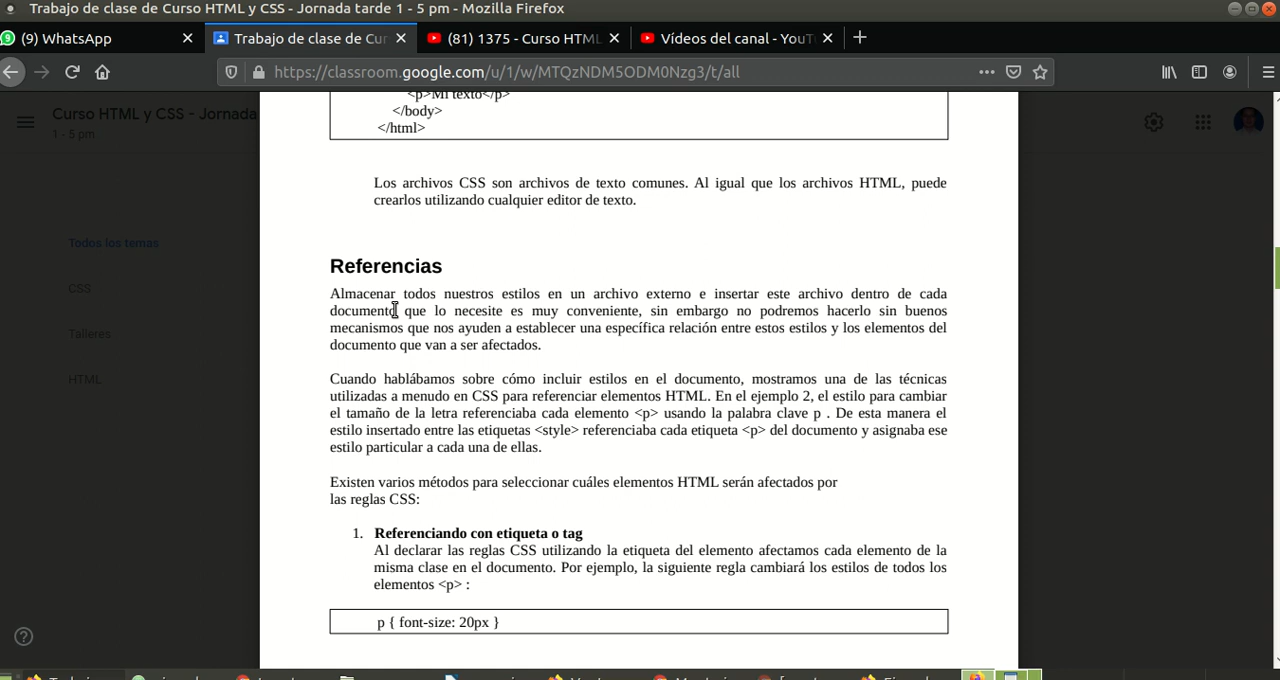 Trabajo de clase de Curso HTML y CSS - Jornada tarde 1 - 5 pm - Mozilla Firefox
(9) WhatsApp
Trabajo de clase de Cur
(81) 1375 - Curso HTML
Vídeos del canal - YouT
https://classroom.google.com/u/1/w/MTQzNDM5ODM0Nzg3/t/all
Curso HTML y CSS - Jornada
1 - 5 pm
Todos los temas
CSS
Talleres
HTML
<p>Mi texto</p>
</body>
</html>
Los archivos CSS son archivos de texto comunes. Al igual que los archivos HTML, puede
crearlos utilizando cualquier editor de texto.
Referencias
Almacenar todos nuestros estilos en un archivo externo e insertar este archivo dentro de cada
documento que lo necesite es muy conveniente, sin embargo no podremos hacerlo sin buenos
mecanismos que nos ayuden a establecer una específica relación entre estos estilos y los elementos del
documento que van a ser afectados.
Cuando hablábamos sobre cómo incluir estilos en el documento, mostramos una de las técnicas
utilizadas a menudo en CSS para referenciar elementos HTML. En el ejemplo 2, el estilo para cambiar
el tamaño de la letra referenciaba cada elemento <p> usando la palabra clave p . De esta manera el
estilo insertado entre las etiquetas <style> referenciaba cada etiqueta <p> del documento y asignaba ese
estilo particular a cada una de ellas.
Existen varios métodos para seleccionar cuáles elementos HTML serán afectados por
las reglas CSS:
1. Referenciando con etiqueta o tag
Al declarar las reglas CSS utilizando la etiqueta del elemento afectamos cada elemento de la
misma clase en el documento. Por ejemplo, la siguiente regla cambiará los estilos de todos los
elementos <p> :
p { font-size: 20px }